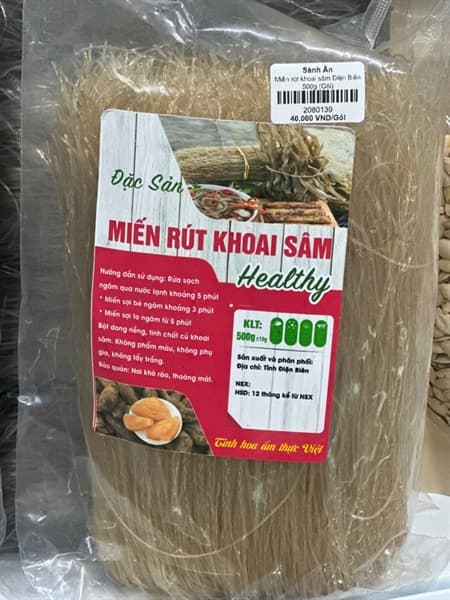 Sành Ăn
Miến rút khoai sâm Điện Biên
500g (Gói)
2080139
40,000 VND/Gói
Đặc Sản
MIẾN RÚT KHOAI SÂM
Healthy
Hướng dẫn sử dụng: Rửa sạch
ngâm qua nước lạnh khoảng 5 phút
• Miến sợi bé ngâm khoảng 3 phút
• Miến sợi to ngâm từ 5 phút
Bột dong riềng, tinh chất củ khoai
sâm. Không phẩm màu, không phụ
gia, không tẩy trắng.
Bảo quản: Nơi khô ráo, thoáng mát.
KLT:
500g ±10g
Sản xuất và phân phối:
Địa chỉ: Tỉnh Điện Biên
NSX:
HSD: 12 tháng kể từ NSX
Tinh hoa ẩm thực Việt